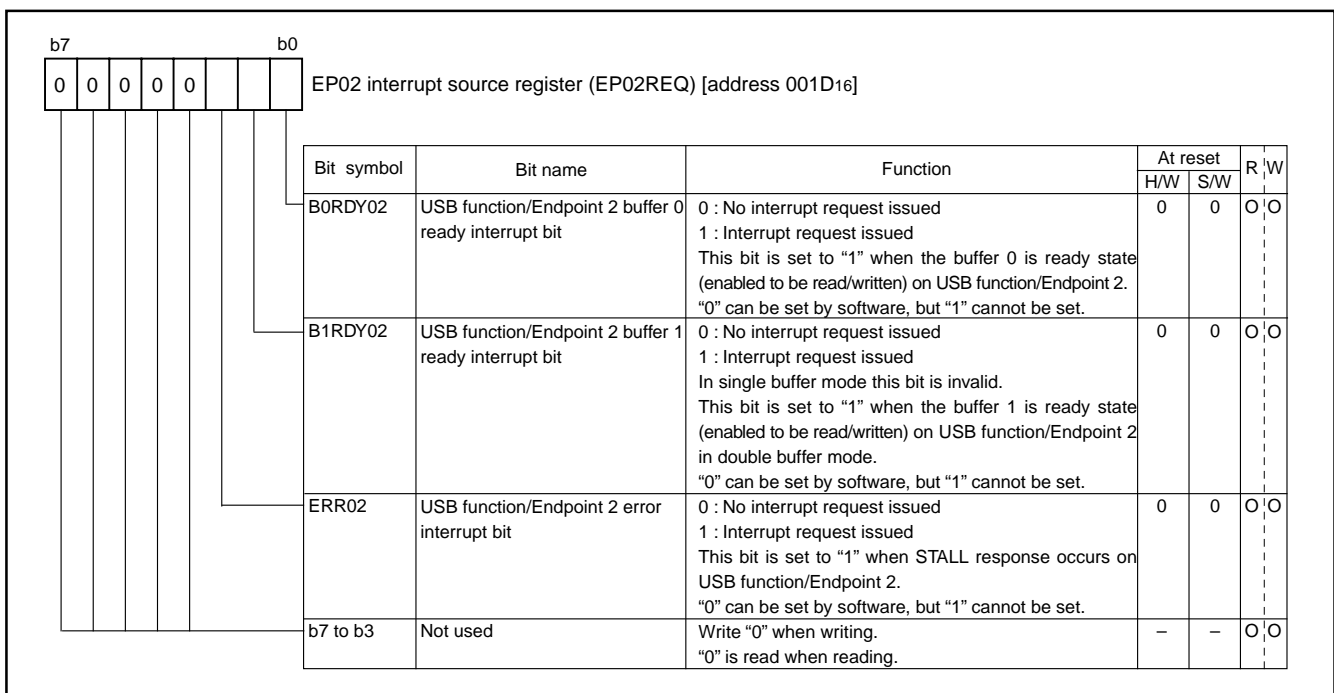 b7 b0
0 0 0 0 0 EP02 interrupt source register (EP02REQ) [address 001D16]
Bit symbol Bit name Function At reset R W
H/W S/W
B0RDY02 USB function/Endpoint 2 buffer 0 0 : No interrupt request issued 0 0 O O
ready interrupt bit 1 : Interrupt request issued
This bit is set to “1” when the buffer 0 is ready state
(enabled to be read/written) on USB function/Endpoint 2.
“0” can be set by software, but “1” cannot be set.
B1RDY02 USB function/Endpoint 2 buffer 1 0 : No interrupt request issued 0 0 O O
ready interrupt bit 1 : Interrupt request issued
In single buffer mode this bit is invalid.
This bit is set to “1” when the buffer 1 is ready state
(enabled to be read/written) on USB function/Endpoint 2
in double buffer mode.
“0” can be set by software, but “1” cannot be set.
ERR02 USB function/Endpoint 2 error 0 : No interrupt request issued 0 0 O O
interrupt bit 1 : Interrupt request issued
This bit is set to “1” when STALL response occurs on
USB function/Endpoint 2.
“0” can be set by software, but “1” cannot be set.
b7 to b3 Not used Write “0” when writing. – – O O
“0” is read when reading.